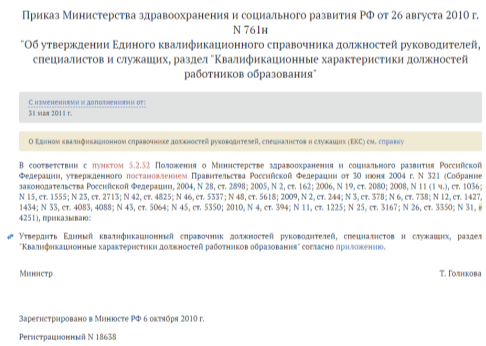 Приказ Министерства здравоохранения и социального развития РФ от 26 августа 2010 г.
N 761н
"Об утверждении Единого квалификационного справочника должностей руководителей,
специалистов и служащих, раздел "Квалификационные характеристики должностей
работников образования"
С изменениями и дополнениями от:
31 мая 2011 г.
О Едином квалификационном справочнике должностей руководителей, специалистов и служащих (ЕКС) см. справку
В соответствии с пунктом 5.2.52 Положения о Министерстве здравоохранения и социального развития Российской
Федерации, утвержденного постановлением Правительства Российской Федерации от 30 июня 2004 г. N 321 (Собрание
законодательства Российской Федерации, 2004, N 28, ст. 2898; 2005, N 2, ст. 162; 2006, N 19, ст. 2080; 2008, N 11 (1 ч.), ст. 1036;
N 15, ст. 1555; N 23, ст. 2713; N 42, ст. 4825; N 46, ст. 5337; N 48, ст. 5618; 2009, N 2, ст. 244; N 3, ст. 378; N 6, ст. 738; N 12, ст. 1427,
1434; N 33, ст. 4083, 4088; N 43, ст. 5064; N 45, ст. 5350; 2010, N 4, ст. 394; N 11, ст. 1225; N 25, ст. 3167; N 26, ст. 3350; N 31, ст.
4251), приказываю:
Утвердить Единый квалификационный справочник должностей руководителей, специалистов и служащих, раздел
"Квалификационные характеристики должностей работников образования" согласно приложению.
Министр Т. Голикова
Зарегистрировано в Минюсте РФ 6 октября 2010 г.
Регистрационный N 18638